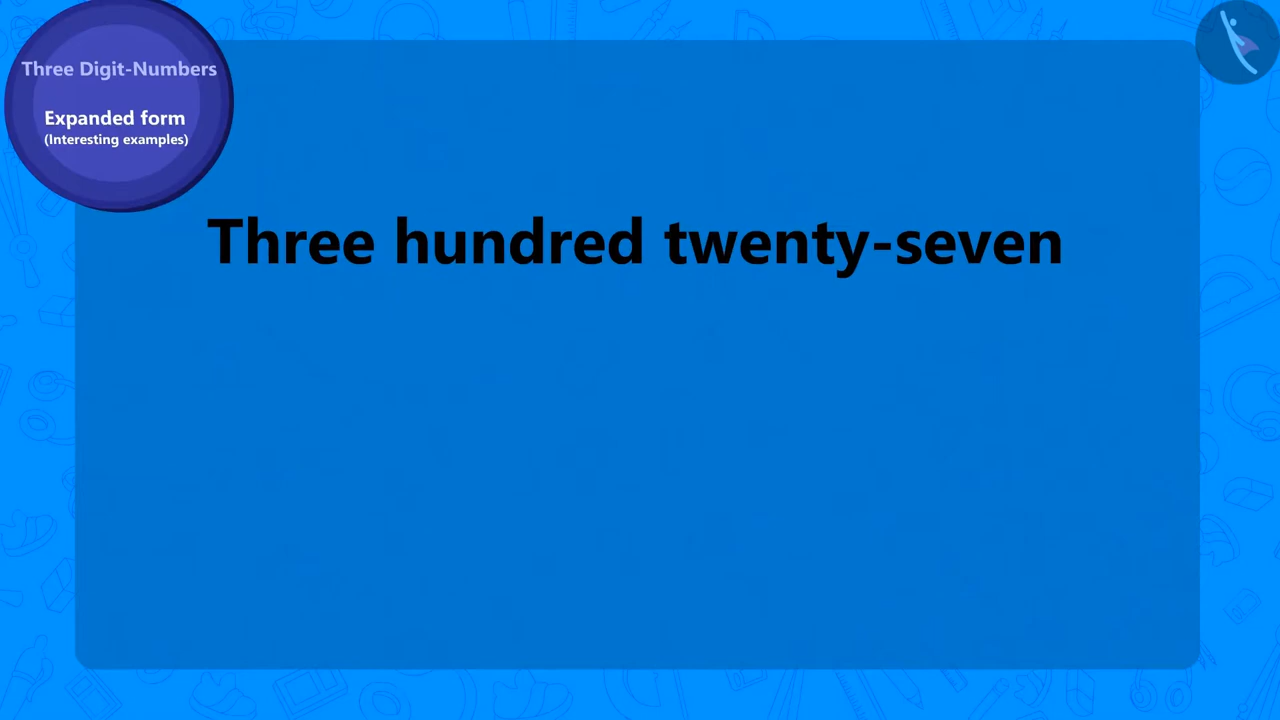 Three Digit-Numbers
Expanded form
(Interesting examples)
Three hundred twenty-seven